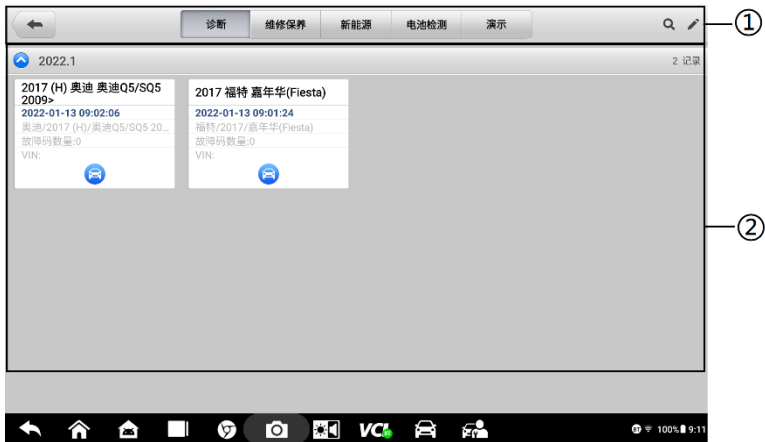 诊断 维修保养 新能源 电池检测 演示
①
2022.1 2 记录
2017 (H) 奥迪 奥迪Q5/SQ5
2009>
2022-01-13 09:02:06
奥迪/2017 (H)/奥迪Q5/SQ5 20...
故障码数量:0
VIN:
2017 福特 嘉年华(Fiesta)
2022-01-13 09:01:24
福特/2017/嘉年华(Fiesta)
故障码数量:0
VIN:
②
VCI 100% 9:11